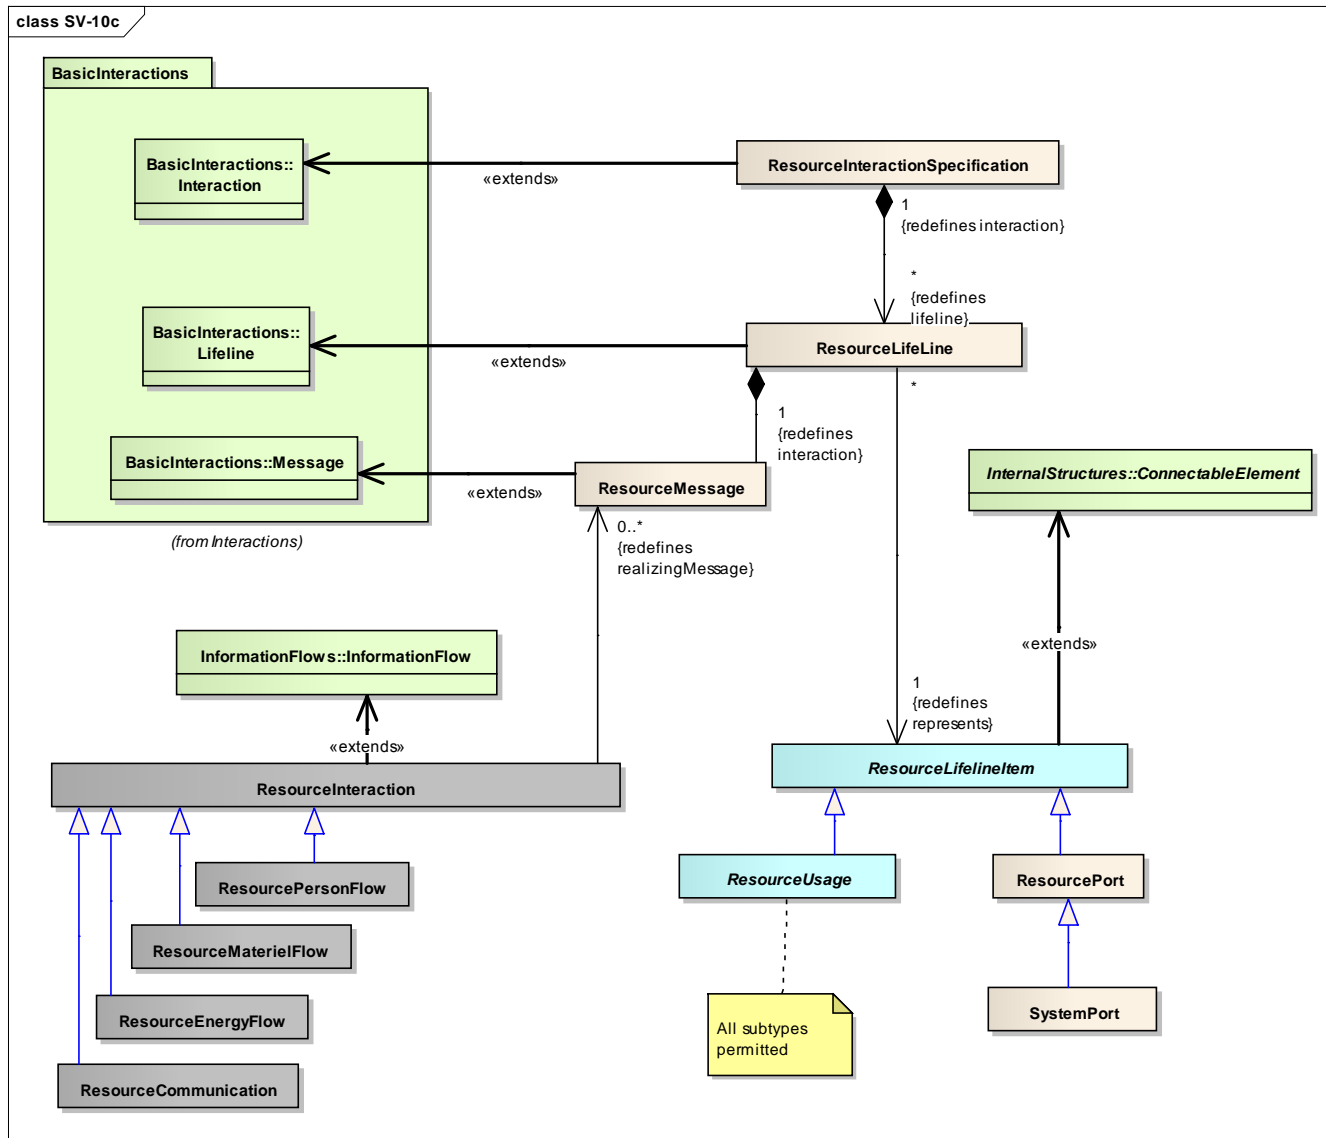 class SV-10c
BasicInteractions
BasicInteractions::
Interaction
«extends»
ResourceInteractionSpecification
1
{redefines interaction}
*
{redefines
lifeline}
BasicInteractions::
Lifeline
«extends»
ResourceLifeLine
*
1
{redefines
interaction}
BasicInteractions::Message
«extends»
ResourceMessage
InternalStructures::ConnectableElement
(from Interactions)
0..*
{redefines
realizingMessage}
InformationFlows::InformationFlow
«extends»
«extends»
1
{redefines
represents}
ResourceInteraction
ResourceLifelineItem
ResourcePersonFlow
ResourceUsage
ResourcePort
ResourceMaterielFlow
ResourceEnergyFlow
All subtypes
permitted
SystemPort
ResourceCommunication